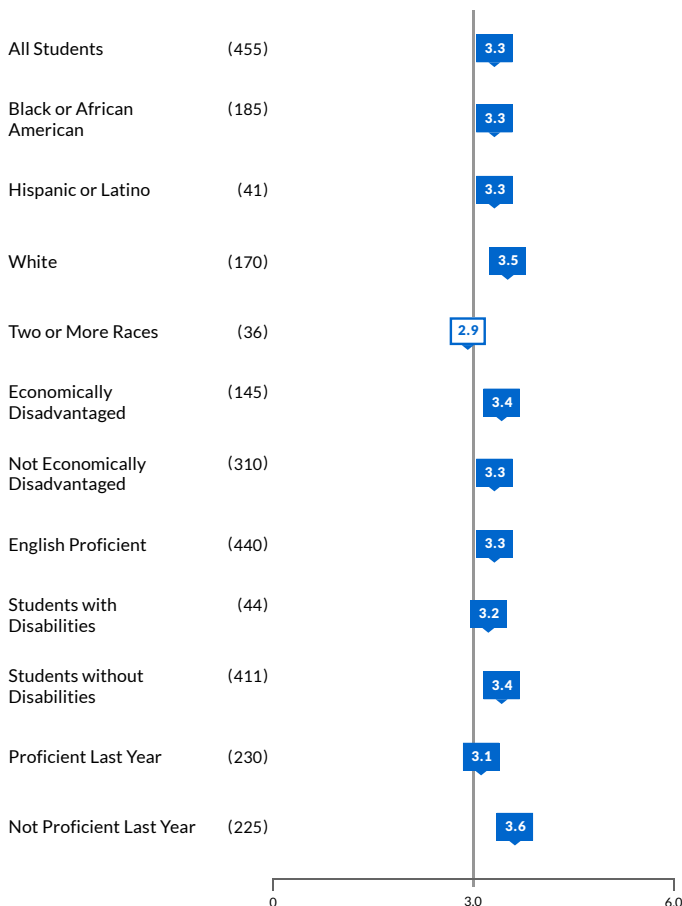 All Students (455) 3.3
Black or African (185)
American
3.3
Hispanic or Latino (41) 3.3
White (170) 3.5
Two or More Races (36) 2.9
Economically (145)
Disadvantaged
3.4
Not Economically (310)
Disadvantaged
3.3
English Proficient (440) 3.3
Students with (44)
Disabilities
3.2
Students without (411)
Disabilities
3.4
Proficient Last Year (230) 3.1
Not Proficient Last Year (225) 3.6
0 3.0 6.0